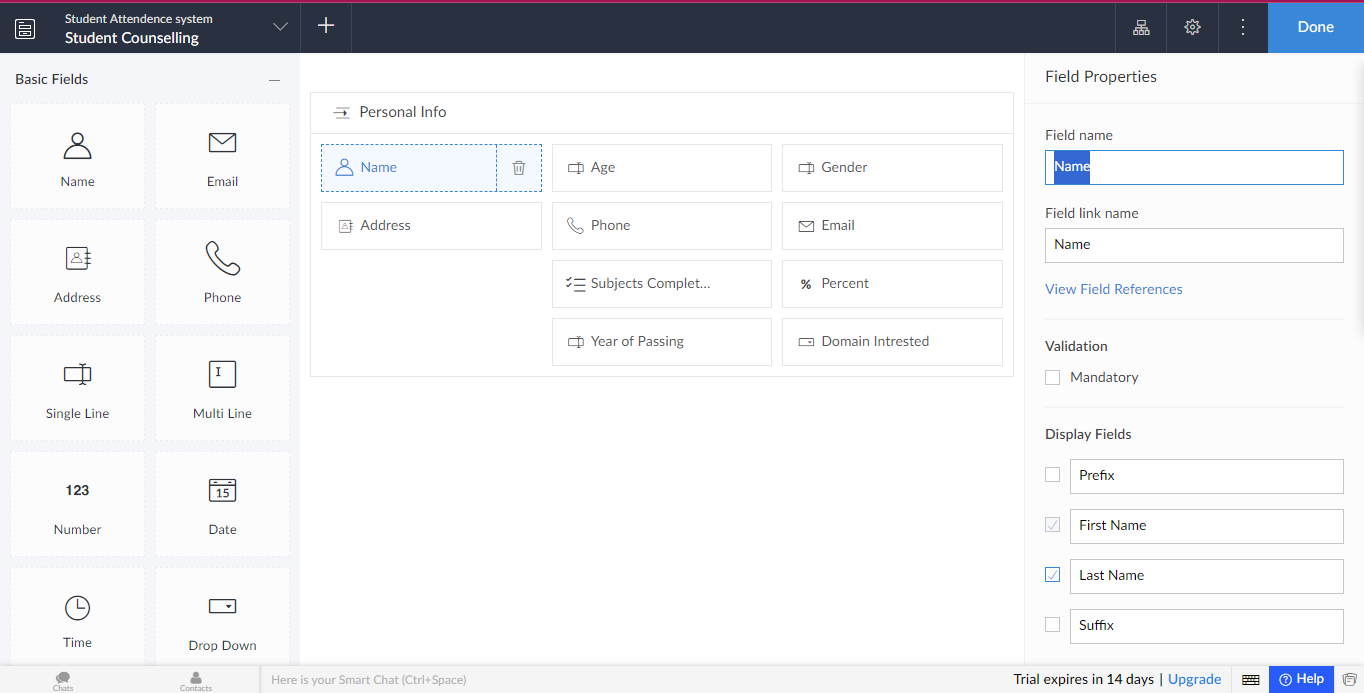 Student Attendence system
Student Counselling
Done
Basic Fields
Name
Email
Address
Phone
Single Line
Multi Line
I
123
Number
15
Date
Time
Drop Down
Personal Info
Name
Age
Gender
Address
Phone
Email
Subjects Complet...
% Percent
Year of Passing
Domain Intrested
Field Properties
Field name
Name
Field link name
Name
View Field References
Validation
Mandatory
Display Fields
Prefix
First Name
Last Name
Suffix
Chats
Contacts
Here is your Smart Chat (Ctrl+Space)
Trial expires in 14 days | Upgrade
? Help